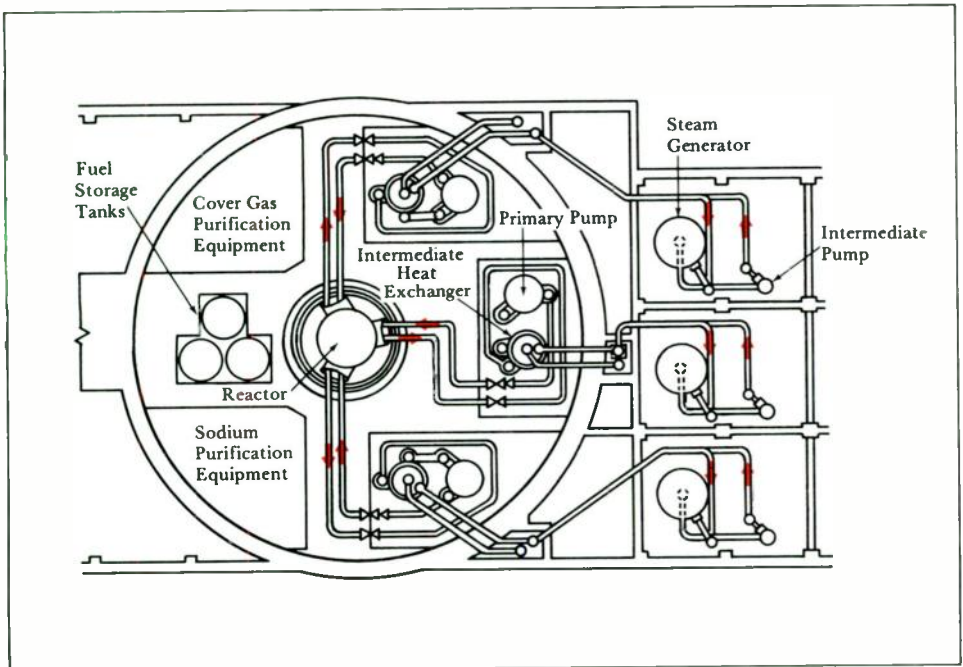 Steam
Generator
Fuel
Storage
Tanks
Cover Gas
Purification
Equipment
Primary Pump
Intermediate
Pump
Intermediate
Heat
Exchanger
Reactor
Sodium
Purification
Equipment